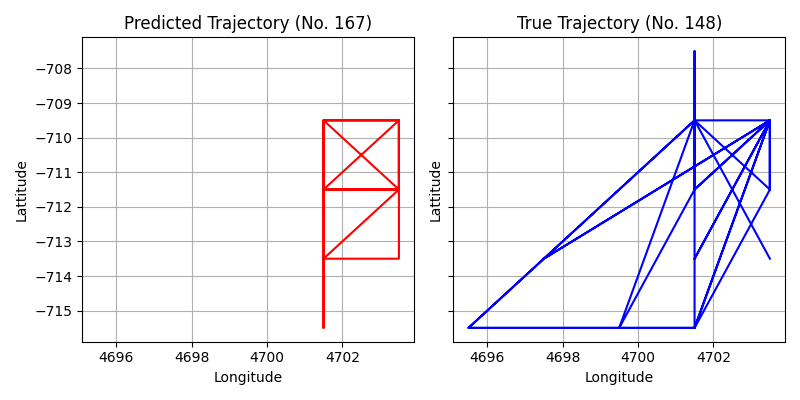 Predicted Trajectory (No. 167)
True Trajectory (No. 148)
−708
−709
−710
−711
−712
−713
−714
−715
Lattitude
Lattitude
4696 4698 4700 4702
4696 4698 4700 4702
Longitude
Longitude